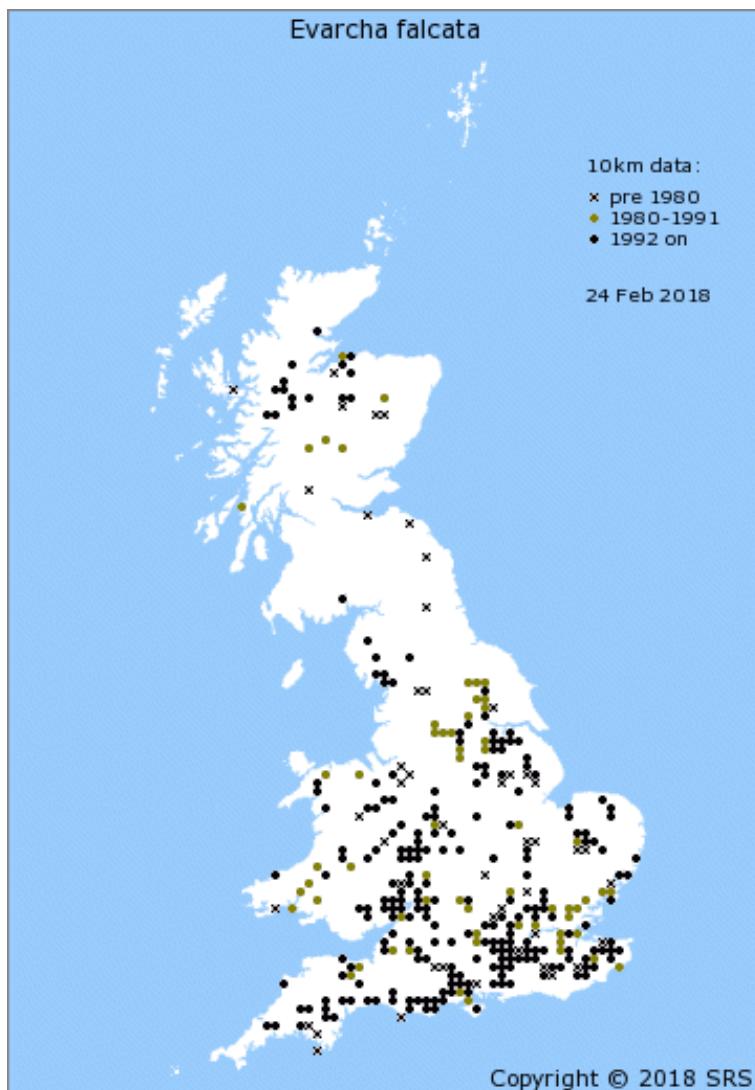 Evarcha falcata
10km data:
pre 1980
1980-1991
1992 on
24 Feb 2018
Copyright © 2018 SRS